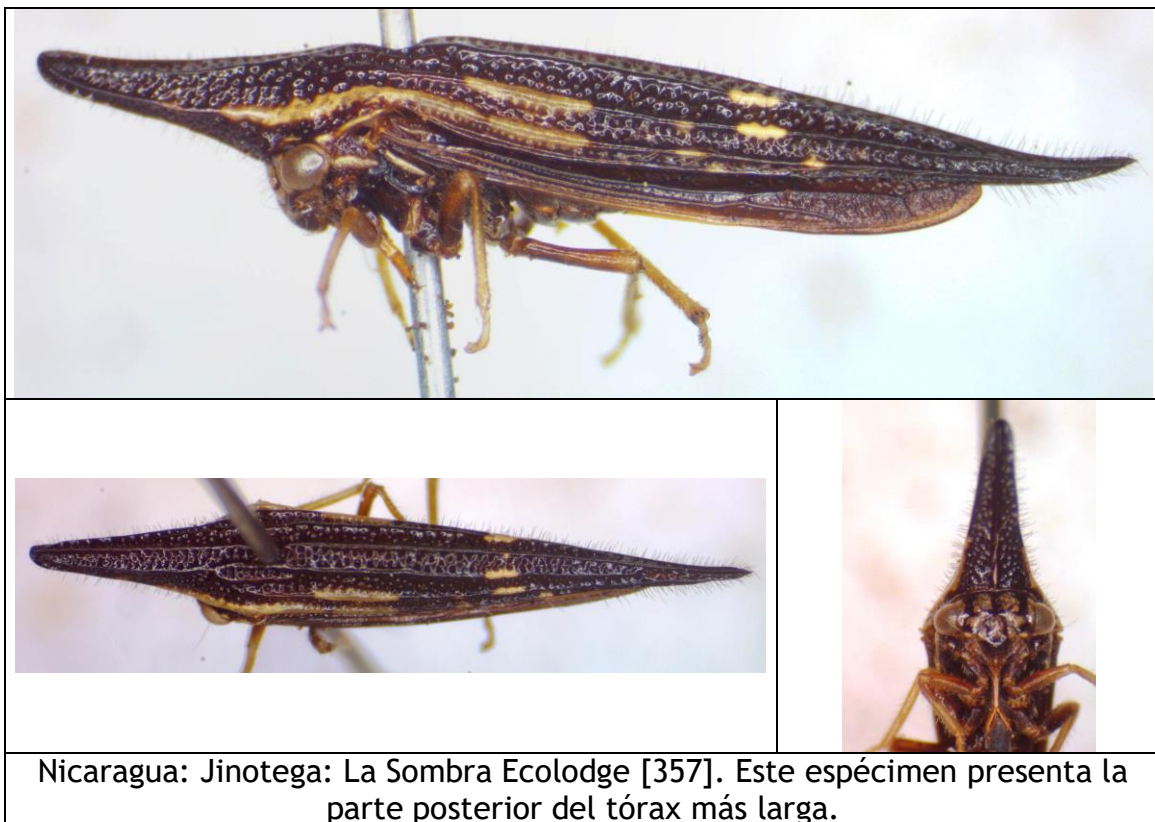 Nicaragua: Jinotega: La Sombra Ecolodge [357]. Este espécimen presenta la
parte posterior del tórax más larga.